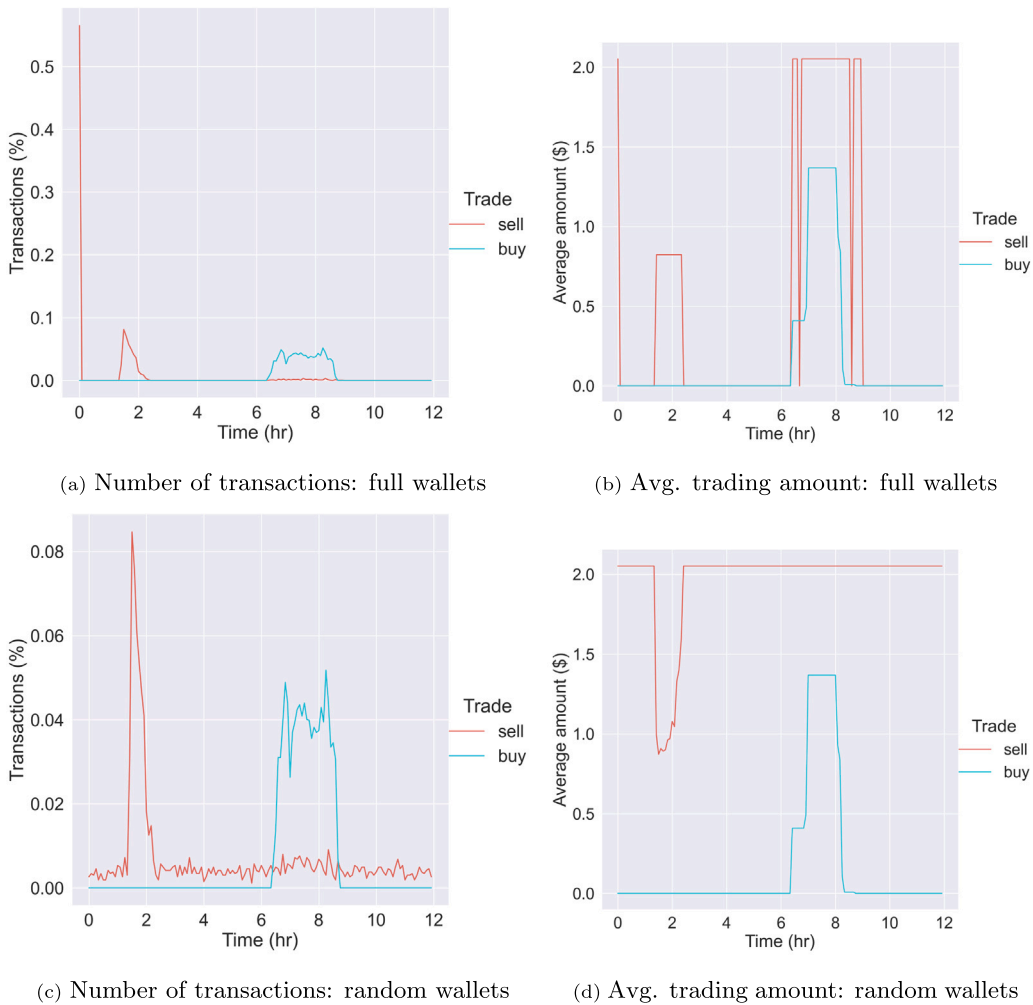 0.5
0.4
0.3
0.2
0.1
0.0
Transactions (%)
0 2 4 6 8 10 12
Time (hr)
Trade
sell
buy
(a) Number of transactions: full wallets
2.0
1.5
1.0
0.5
0.0
Average amonunt ($)
0 2 4 6 8 10 12
Time (hr)
Trade
sell
buy
(b) Avg. trading amount: full wallets
0.08
0.06
0.04
0.02
0.00
Transactions (%)
0 2 4 6 8 10 12
Time (hr)
Trade
sell
buy
(c) Number of transactions: random wallets
2.0
1.5
1.0
0.5
0.0
Average amount ($)
0 2 4 6 8 10 12
Time (hr)
Trade
sell
buy
(d) Avg. trading amount: random wallets